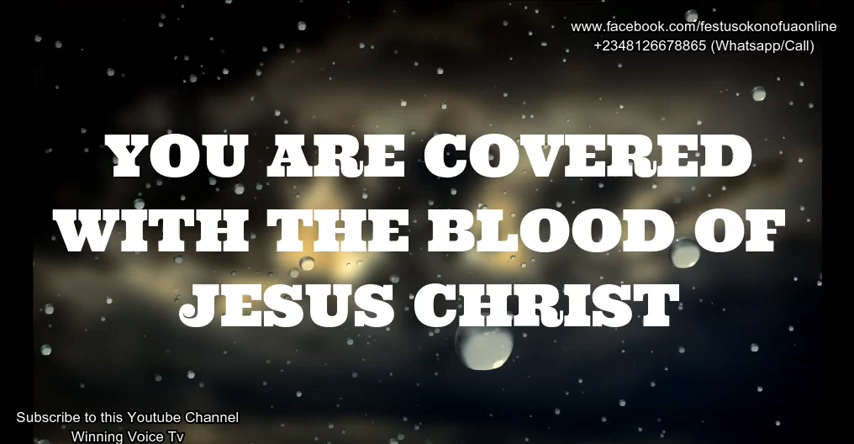 www.facebook.com/festusokonofuaonline
+2348126678865 (Whatsapp/Call)
YOU ARE COVERED
WITH THE BLOOD OF
JESUS CHRIST
Subscribe to this Youtube Channel
Winning Voice Tv